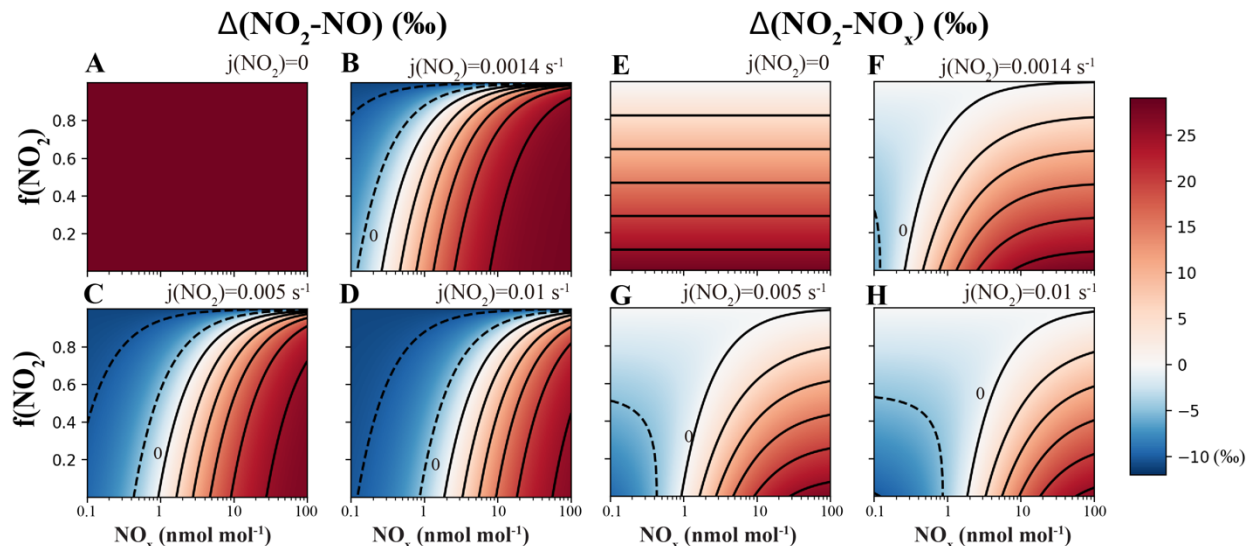 Δ(NO₂-NO) (‰)
Δ(NO₂-NOₓ) (‰)
A
j(NO₂)=0
B
j(NO₂)=0.0014 s⁻¹
E
j(NO₂)=0
F
j(NO₂)=0.0014 s⁻¹
f(NO₂)
0.8
0.6
0.4
0.2
0
0
C
j(NO₂)=0.005 s⁻¹
D
j(NO₂)=0.01 s⁻¹
G
j(NO₂)=0.005 s⁻¹
H
j(NO₂)=0.01 s⁻¹
f(NO₂)
0.8
0.6
0.4
0.2
0
0
0
0
0.1 1 10 100
0.1 1 10 100
0.1 1 10 100
0.1 1 10 100
NOₓ (nmol mol⁻¹)
NOₓ (nmol mol⁻¹)
NOₓ (nmol mol⁻¹)
NOₓ (nmol mol⁻¹)
25
20
15
10
5
0
−5
−10 (‰)